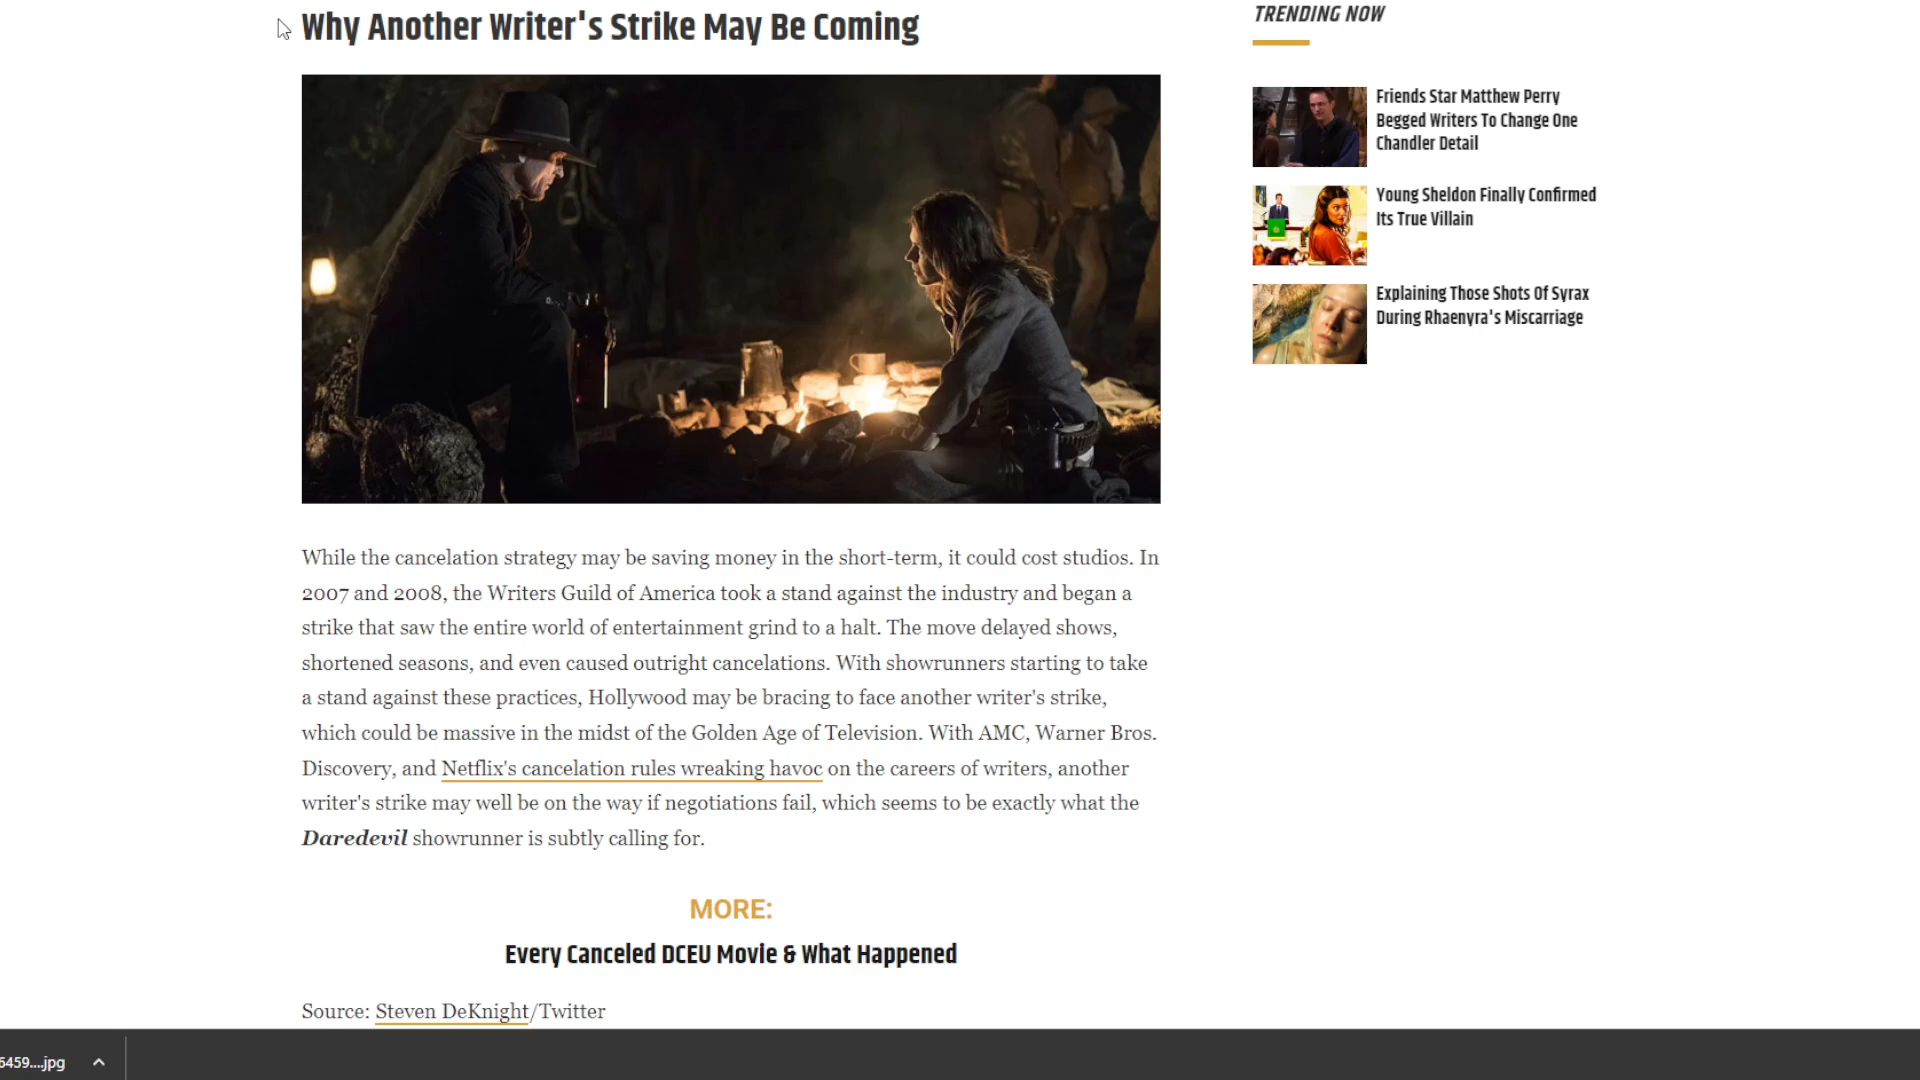 Why Another Writer's Strike May Be Coming
While the cancelation strategy may be saving money in the short-term, it could cost studios. In
2007 and 2008, the Writers Guild of America took a stand against the industry and began a
strike that saw the entire world of entertainment grind to a halt. The move delayed shows,
shortened seasons, and even caused outright cancelations. With showrunners starting to take
a stand against these practices, Hollywood may be bracing to face another writer's strike,
which could be massive in the midst of the Golden Age of Television. With AMC, Warner Bros.
Discovery, and Netflix's cancelation rules wreaking havoc on the careers of writers, another
writer's strike may well be on the way if negotiations fail, which seems to be exactly what the
Daredevil showrunner is subtly calling for.
MORE:
Every Canceled DCEU Movie & What Happened
Source: Steven DeKnight/Twitter
TRENDING NOW
Friends Star Matthew Perry
Begged Writers To Change One
Chandler Detail
Young Sheldon Finally Confirmed
Its True Villain
Explaining Those Shots Of Syrax
During Rhaenyra's Miscarriage
6459....jpg